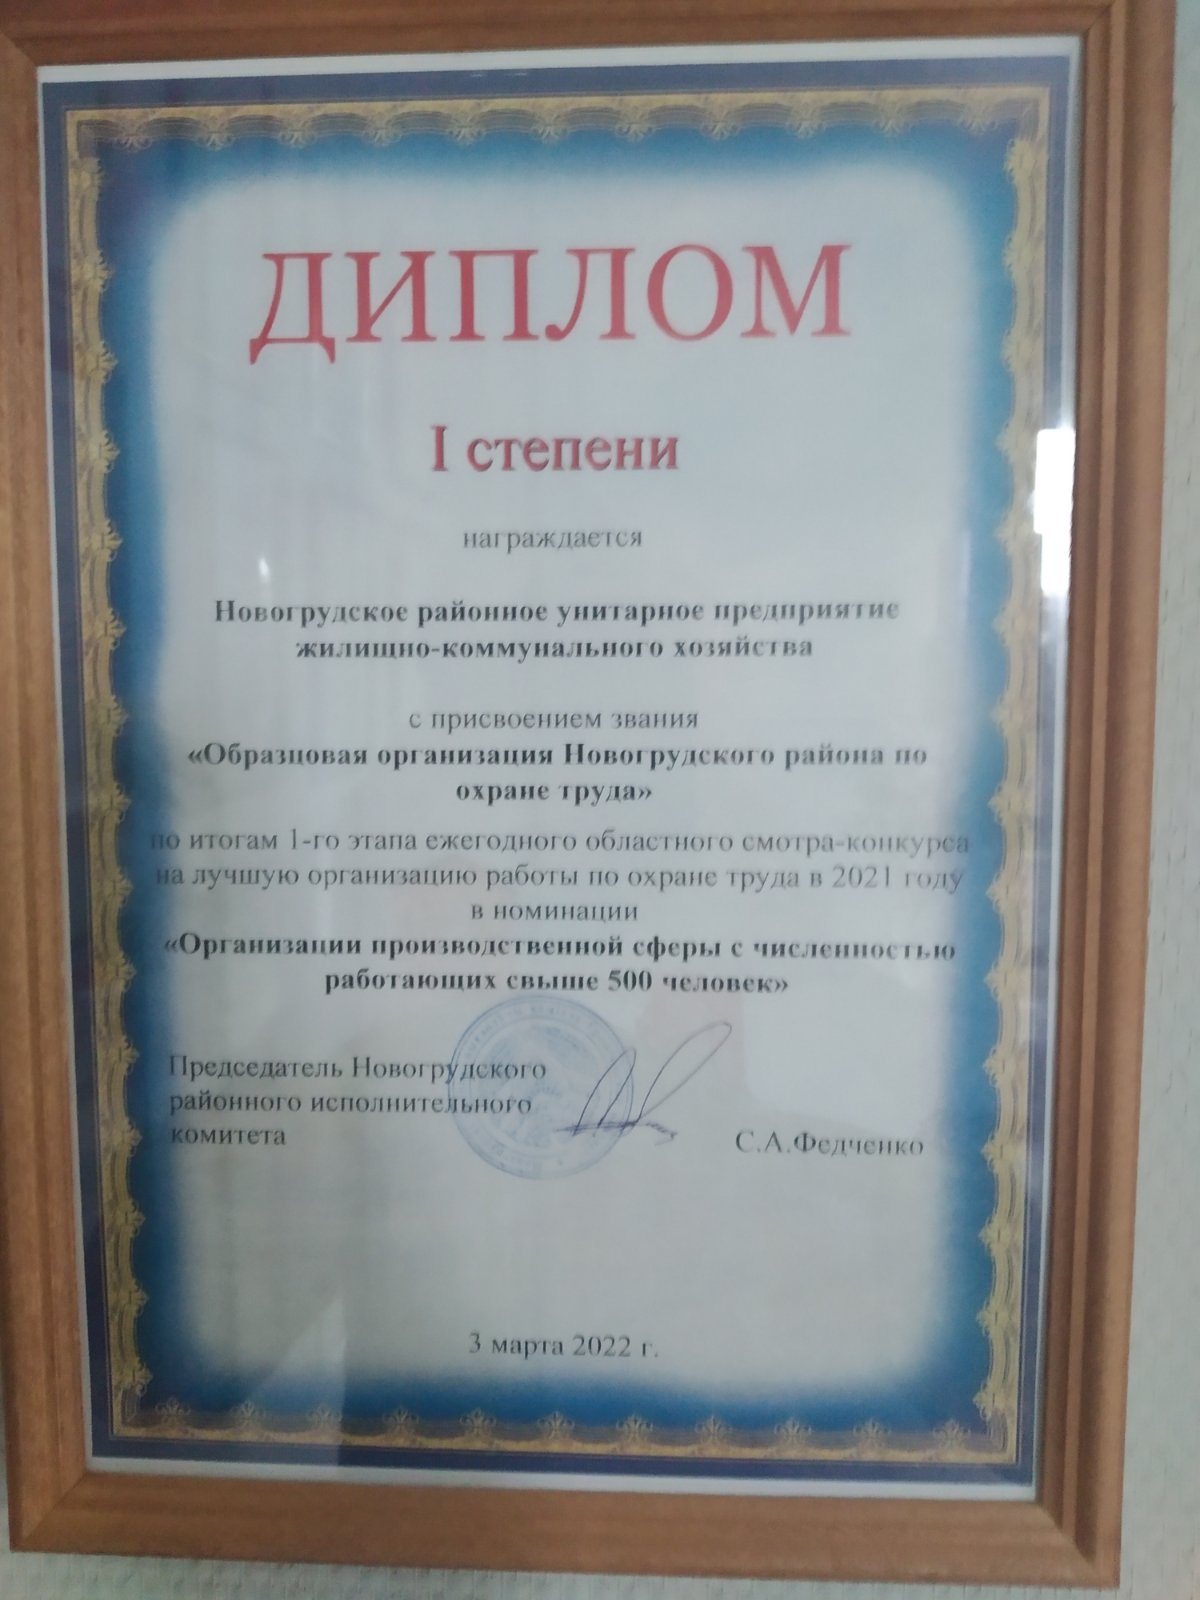 ДИПЛОМ
I степени
награждается
Новогрудское районное унитарное предприятие
жилищно-коммунального хозяйства
с присвоением звания
«Образцовая организация Новогрудского района по
охране труда»
по итогам 1-го этапа ежегодного областного смотра-конкурса
на лучшую организацию работы по охране труда в 2021 году
в номинации
«Организации производственной сферы с численностью
работающих свыше 500 человек»
Председатель Новогрудского
районного исполнительного
комитета
С.А.Федченко
3 марта 2022 г.